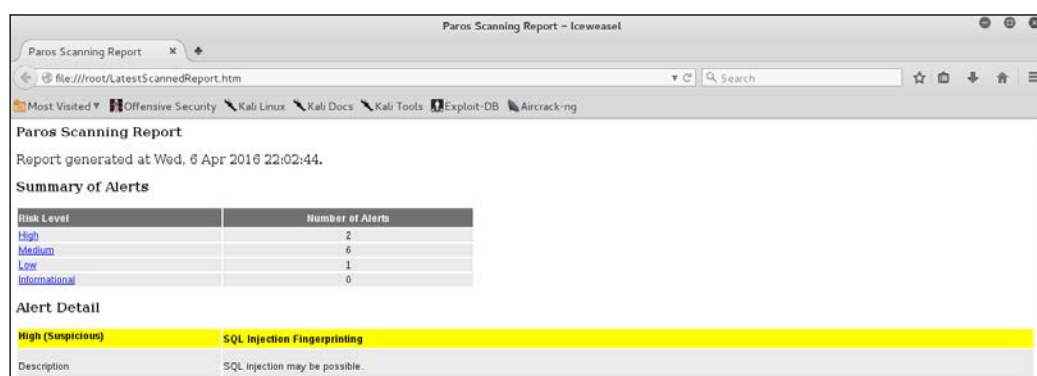 Paros Scanning Report - Iceweasel
Paros Scanning Report
file:///root/LatestScannedReport.htm
Search
Most Visited Offensive Security Kali Linux Kali Docs Kali Tools Exploit-DB Aircrack-ng
Paros Scanning Report
Report generated at Wed, 6 Apr 2016 22:02:44.
Summary of Alerts
Risk Level Number of Alerts
High 2
Medium 6
Low 1
Informational 0
Alert Detail
High (Suspicious) SQL Injection Fingerprinting
Description SQL injection may be possible.